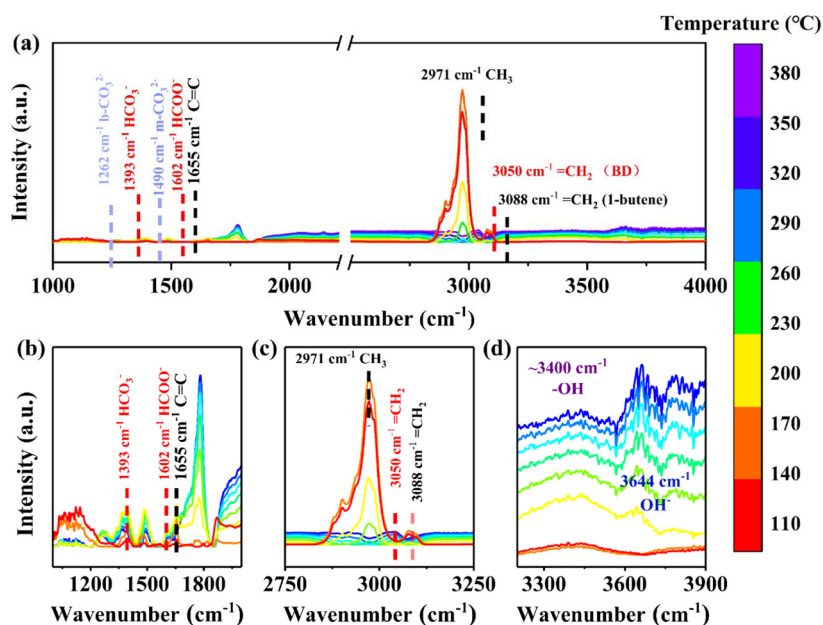 Temperature (℃)
(a)
Intensity (a.u.)
1262 cm⁻¹ b-CO₃²⁻
1393 cm⁻¹ HCO₃⁻
1490 cm⁻¹ m-CO₃²⁻
1602 cm⁻¹ HCOO⁻
1655 cm⁻¹ C=C
2971 cm⁻¹ CH₃
3050 cm⁻¹ =CH₂ （BD）
3088 cm⁻¹ =CH₂ (1-butene)
1000 1500 2000 3000 3500 4000
Wavenumber (cm⁻¹)
380
350
320
290
260
230
200
170
140
110
(b)
Intensity (a.u.)
1393 cm⁻¹ HCO₃⁻
1602 cm⁻¹ HCOO⁻
1655 cm⁻¹ C=C
1200 1500 1800
Wavenumber (cm⁻¹)
(c)
2971 cm⁻¹ CH₃
3050 cm⁻¹ =CH₂
3088 cm⁻¹ =CH₂
2750 3000 3250
Wavenumber (cm⁻¹)
(d)
~3400 cm⁻¹
-OH
3644 cm⁻¹
OH⁻
3300 3600 3900
Wavenumber (cm⁻¹)